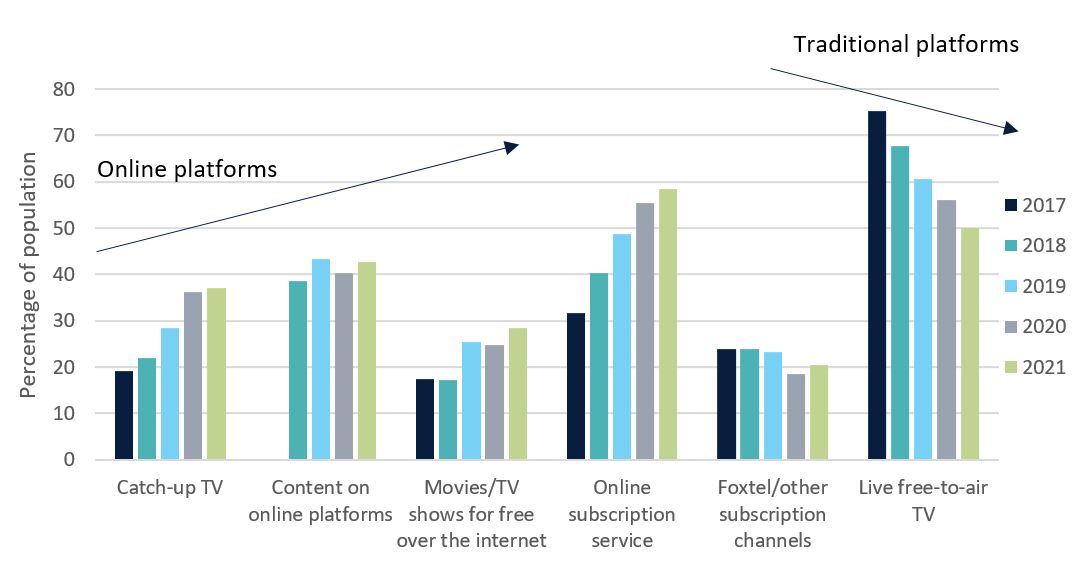 Traditional platforms
Online platforms
Percentage of population
80
70
60
50
40
30
20
10
0
2017
2018
2019
2020
2021
Catch-up TV
Content on
online platforms
Movies/TV
shows for free
over the internet
Online
subscription
service
Foxtel/other
subscription
channels
Live free-to-air
TV